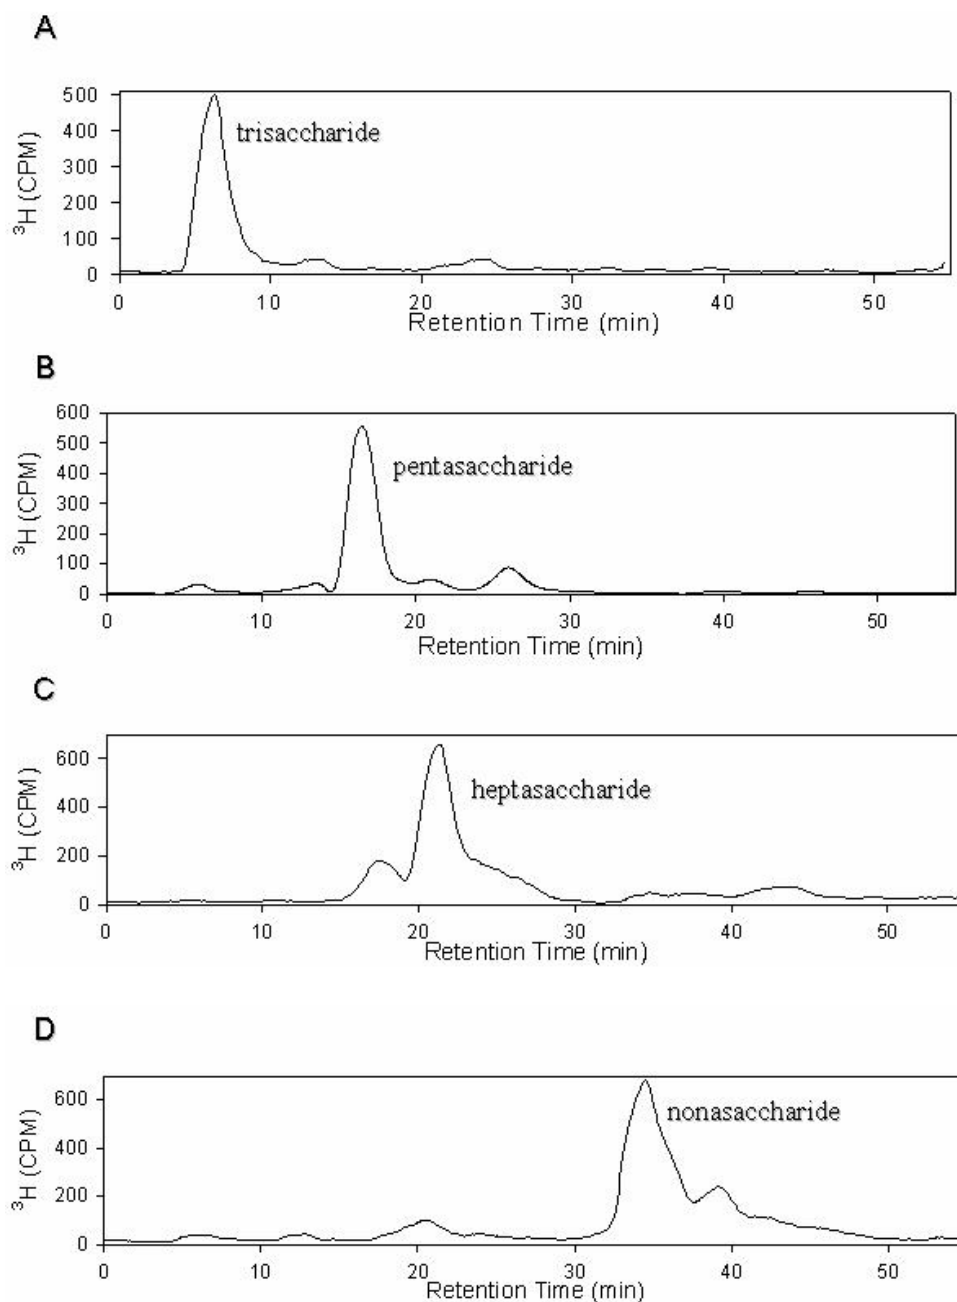 A
500
400
300
200
100
0
³H (CPM)
trisaccharide
0 10 20 30 40 50
Retention Time (min)
B
600
500
400
300
200
100
0
³H (CPM)
pentasaccharide
0 10 20 30 40 50
Retention Time (min)
C
600
400
200
0
³H (CPM)
heptasaccharide
0 10 20 30 40 50
Retention Time (min)
D
600
400
200
0
³H (CPM)
nonasaccharide
0 10 20 30 40 50
Retention Time (min)